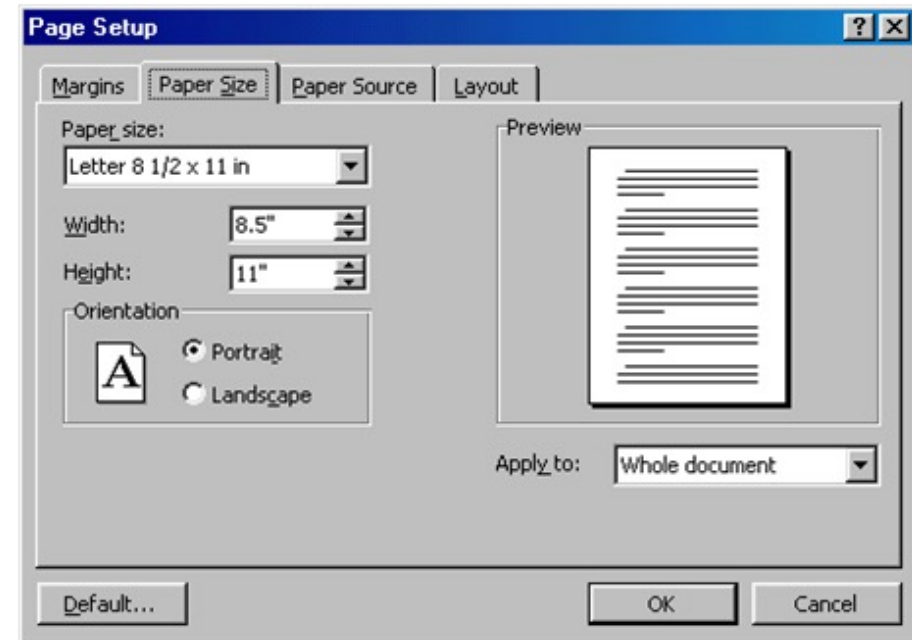 Page Setup
Margins Paper Size Paper Source Layout
Paper size:
Letter 8 1/2 x 11 in
Width: 8.5"
Height: 11"
Orientation
A
Portrait
Landscape
Preview
Apply to: Whole document
Default... OK Cancel